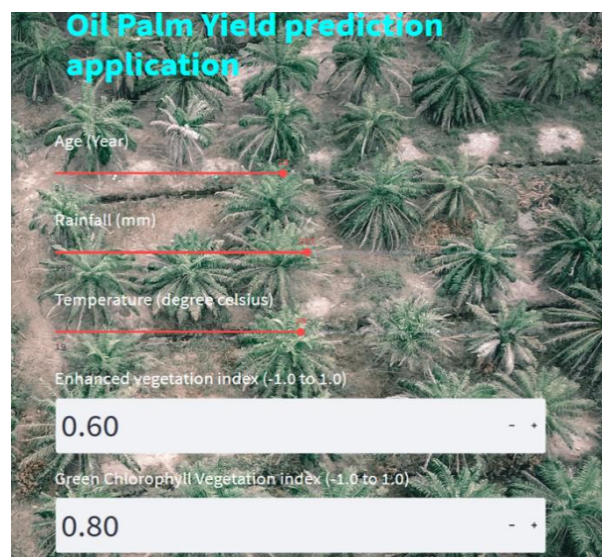 Oil Palm Yield prediction
application
Age (Year)
Rainfall (mm)
Temperature (degree celsius)
19
Enhanced vegetation index (-1.0 to 1.0)
0.60 - +
Green Chlorophyll Vegetation index (-1.0 to 1.0)
0.80 - +